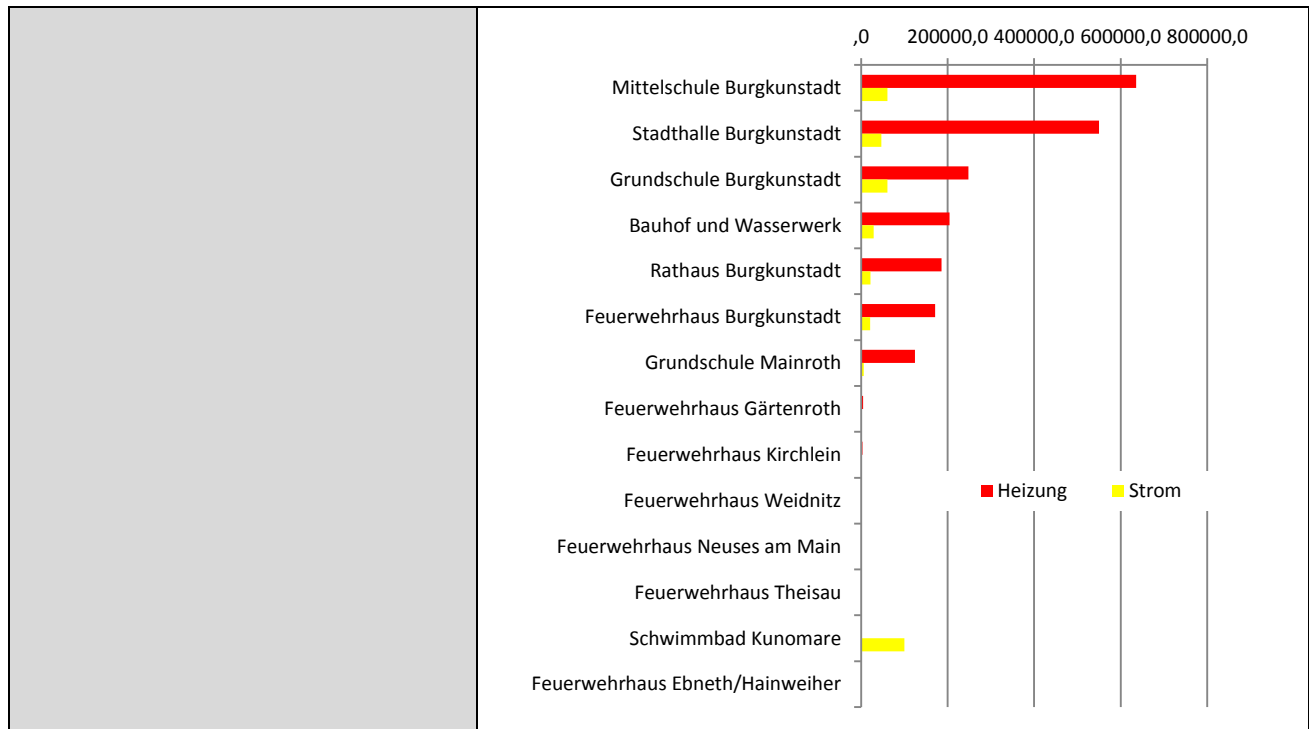 ,0 200000,0 400000,0 600000,0 800000,0
Mittelschule Burgkunstadt
Stadthalle Burgkunstadt
Grundschule Burgkunstadt
Bauhof und Wasserwerk
Rathaus Burgkunstadt
Feuerwehrhaus Burgkunstadt
Grundschule Mainroth
Feuerwehrhaus Gärtenroth
Feuerwehrhaus Kirchlein
Feuerwehrhaus Weidnitz
Heizung Strom
Feuerwehrhaus Neuses am Main
Feuerwehrhaus Theisau
Schwimmbad Kunomare
Feuerwehrhaus Ebneth/Hainweiher